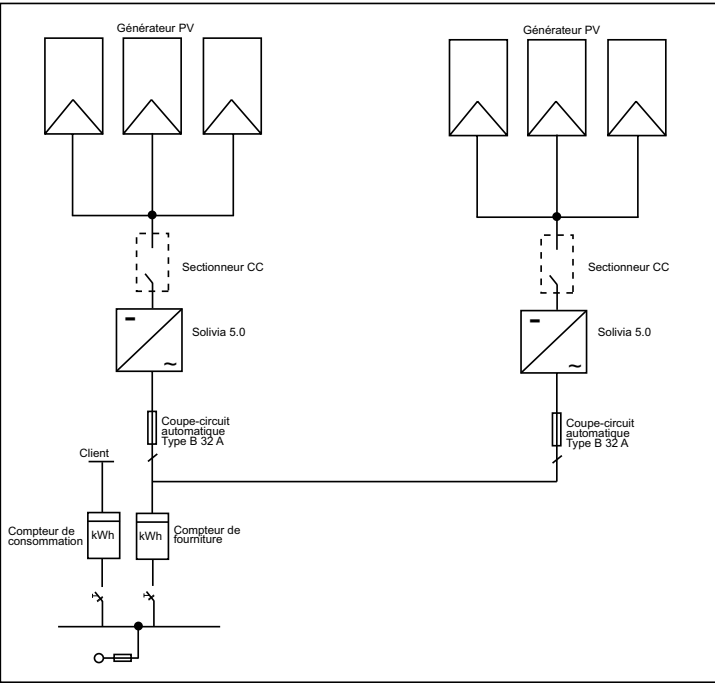 Générateur PV
Générateur PV
Sectionneur CC
Sectionneur CC
Solivia 5.0
Solivia 5.0
Coupe-circuit
automatique
Type B 32 A
Coupe-circuit
automatique
Type B 32 A
Client
Compteur de
consommation
kWh
kWh
Compteur de
fourniture